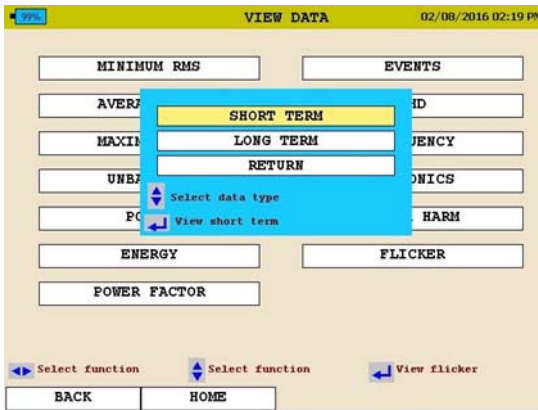 99% VIEW DATA 02/08/2016 02:19 PM
MINIMUM RMS EVENTS
SHORT TERM
LONG TERM
RETURN
Select data type
View short term
HARM
ENERGY FLICKER
POWER FACTOR
Select function Select function View flicker
BACK HOME